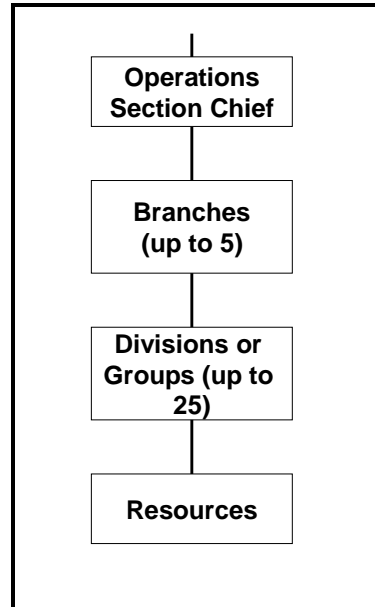 Operations
Section Chief
Branches
(up to 5)
Divisions or
Groups (up to
25)
Resources